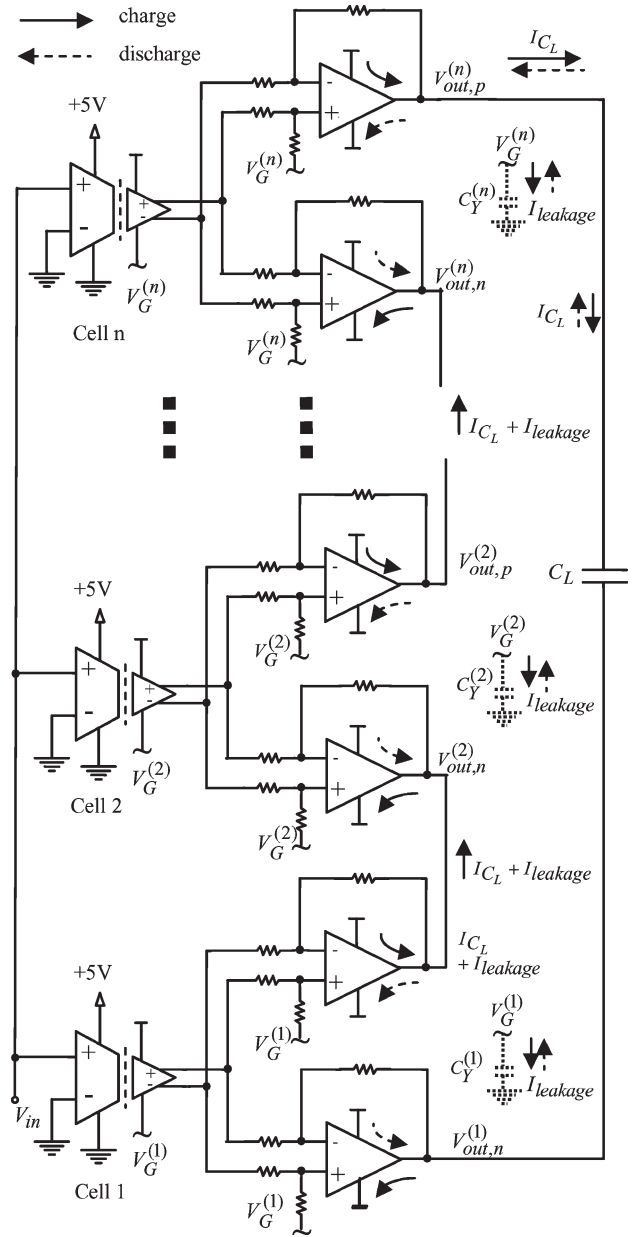 charge
discharge
I_{C_L}
V_{out,p}^{(n)}
+5V
-
+
V_G^{(n)}
V_G^{(n)}
C_Y^{(n)}
I_{leakage}
+
-
+
-
V_G^{(n)}
V_{out,n}^{(n)}
-
+
V_G^{(n)}
Cell n
I_{C_L}
I_{C_L} + I_{leakage}
V_{out,p}^{(2)}
-
+
C_L
+5V
V_G^{(2)}
V_G^{(2)}
C_Y^{(2)}
I_{leakage}
+
-
+
-
V_G^{(2)}
V_{out,n}^{(2)}
-
+
Cell 2
V_G^{(2)}
I_{C_L} + I_{leakage}
I_{C_L}
+ I_{leakage}
-
+
+5V
V_G^{(1)}
V_G^{(1)}
C_Y^{(1)}
I_{leakage}
+
-
+
-
V_{in}
V_G^{(1)}
V_{out,n}^{(1)}
-
+
Cell 1
V_G^{(1)}